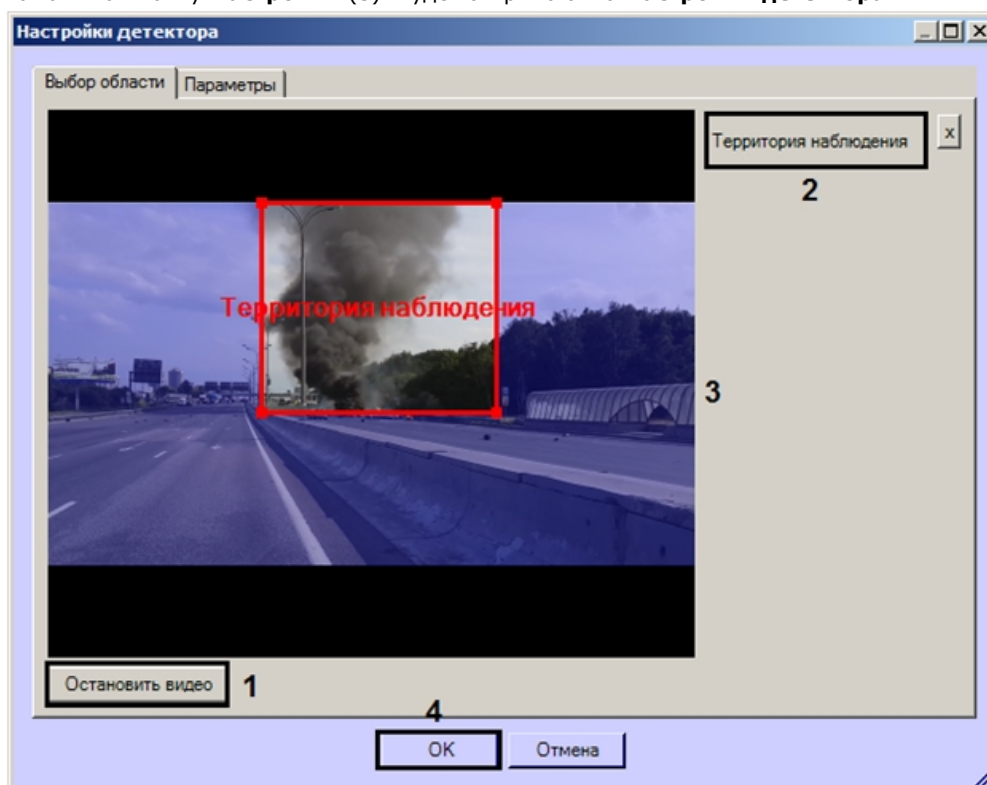 Настройки детектора
Выбор области
Параметры
Территория наблюдения
x
2
Территория наблюдения
3
Остановить видео
1
4
OK
Отмена